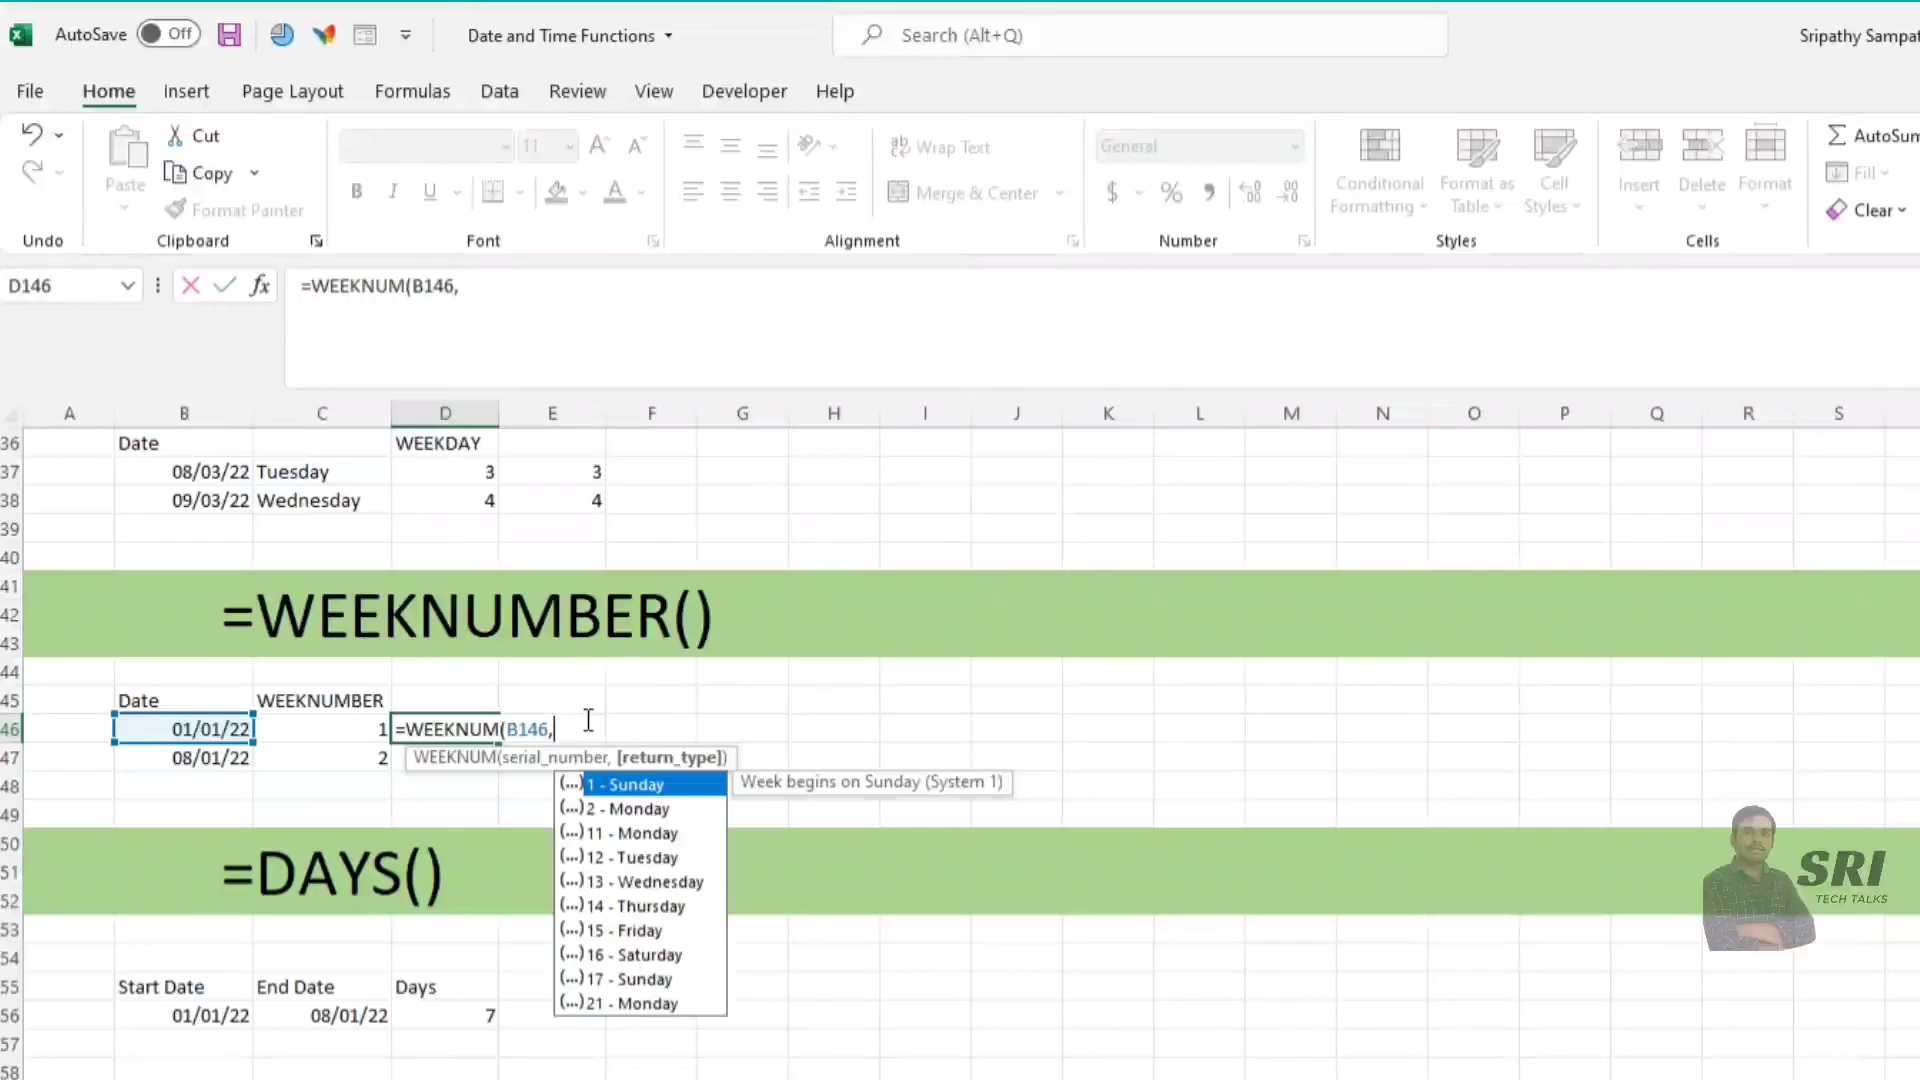 AutoSave Off Date and Time Functions Search (Alt+Q) Sripathy Sampat
File Home Insert Page Layout Formulas Data Review View Developer Help
Cut 11 Wrap Text General AutoSum
Paste Copy Merge & Center $ % Conditional Formatting Format as Table Cell Styles Insert Delete Format Fill
Format Painter B I U A Clear
Undo Clipboard Font Alignment Number Styles Cells
D146 fx =WEEKNUM(B146,
A B C D E F G H I J K L M N O P Q R S
36 Date WEEKDAY
37 08/03/22 Tuesday 3 3
38 09/03/22 Wednesday 4 4
39
40
41
42 =WEEKNUMBER()
43
44
45 Date WEEKNUMBER
46 01/01/22 1 =WEEKNUM(B146,
47 08/01/22 2 WEEKNUM(serial_number, [return_type])
(...) 1 - Sunday Week begins on Sunday (System 1)
48
(...) 2 - Monday
49 (...) 11 - Monday
50 (...) 12 - Tuesday
51 =DAYS() (...) 13 - Wednesday SRI
52 (...) 14 - Thursday TECH TALKS
53 (...) 15 - Friday
54 (...) 16 - Saturday
55 Start Date End Date Days (...) 17 - Sunday
56 01/01/22 08/01/22 7 (...) 21 - Monday
57
58